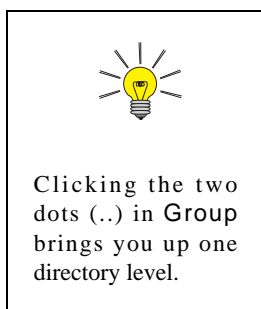 Clicking the two
dots (..) in Group
brings you up one
directory level.